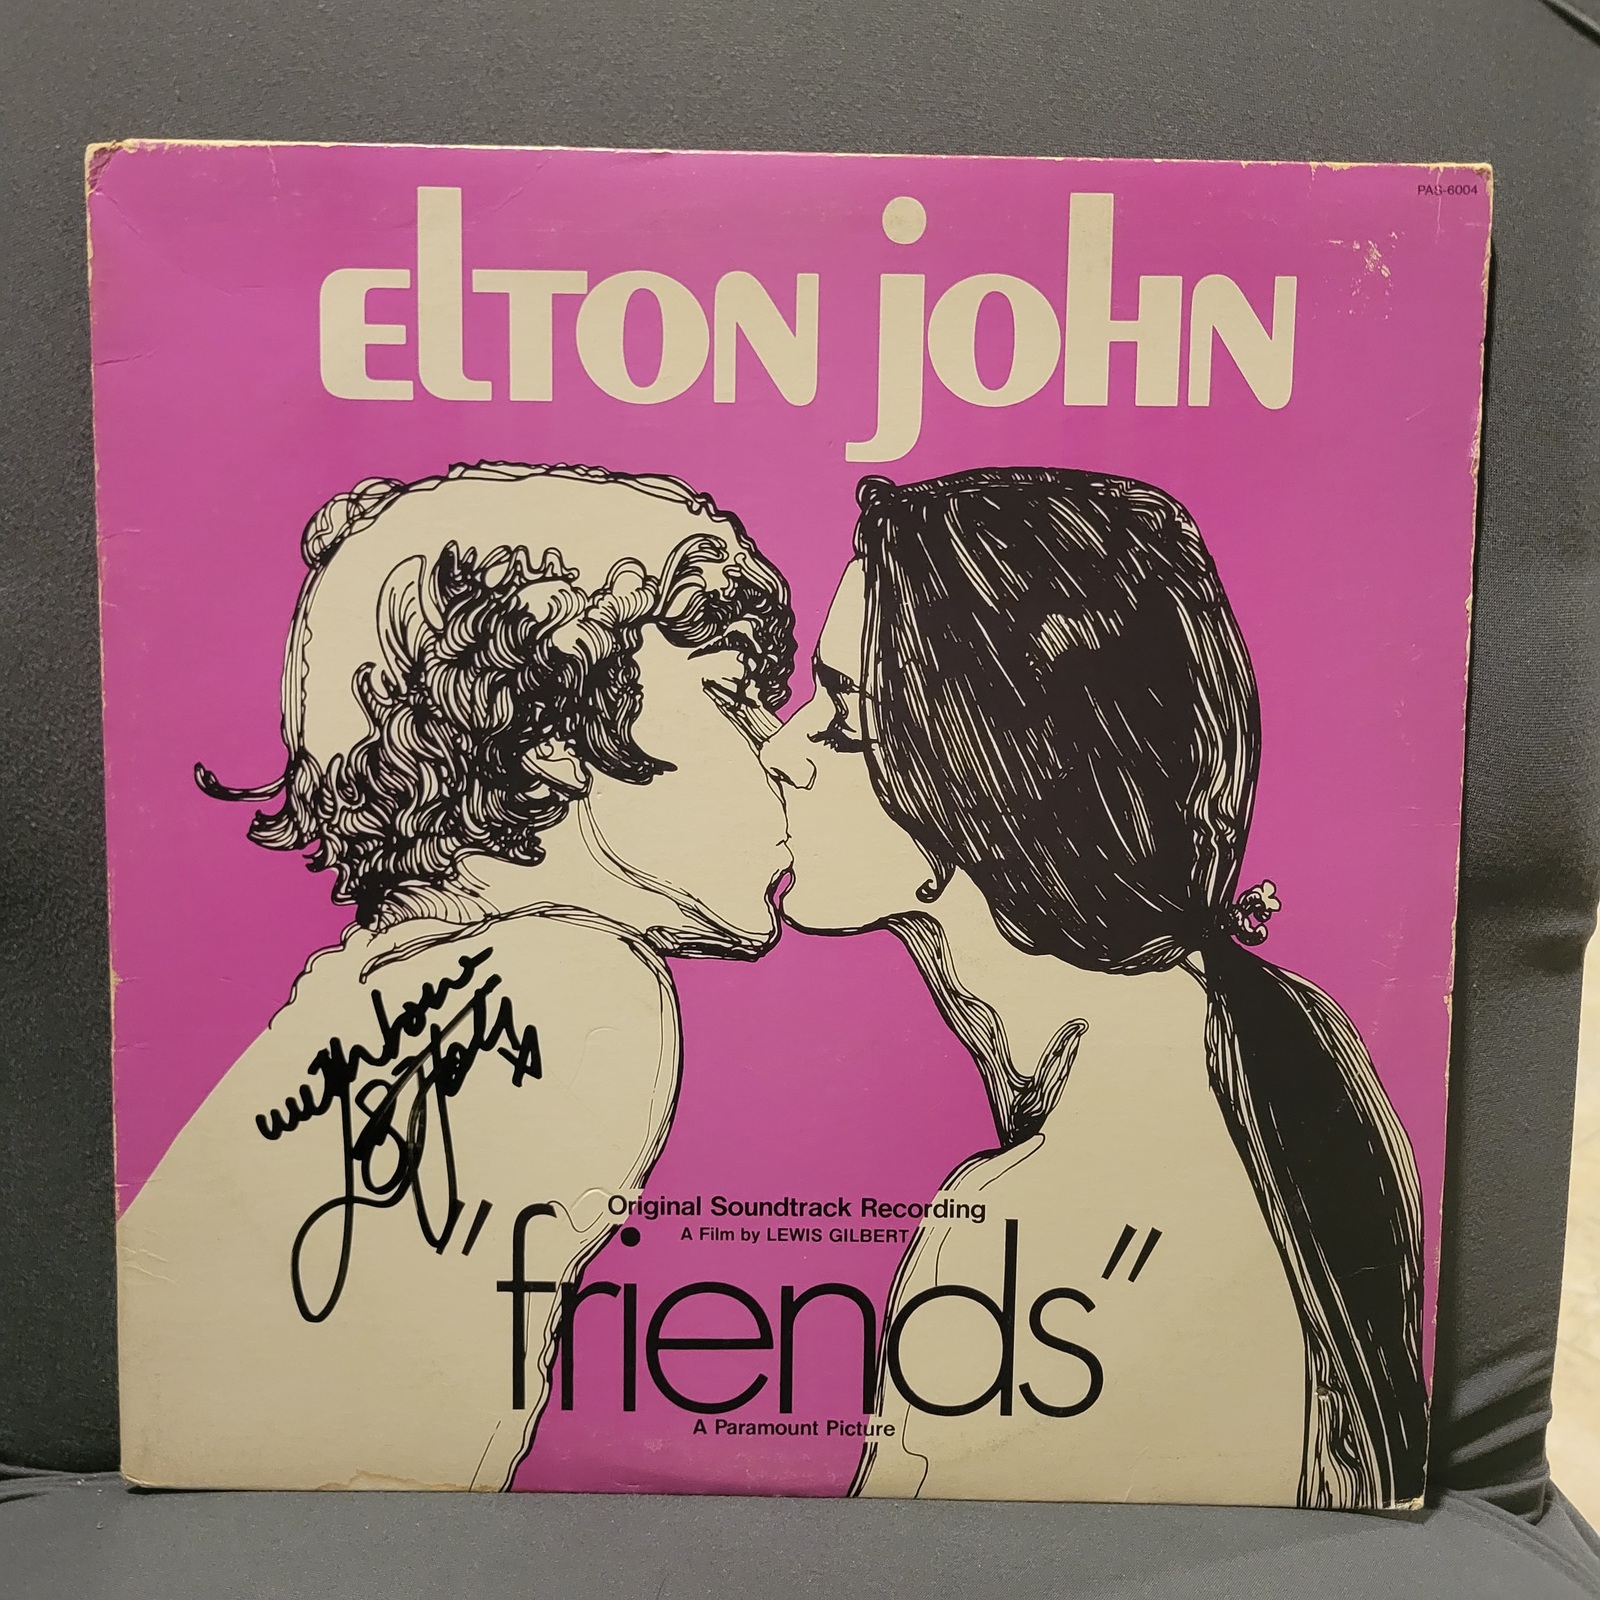 PAS-6004
ELTON JOHN
with love
Original Soundtrack Recording
A Film by LEWIS GILBERT
"friends"
A Paramount Picture